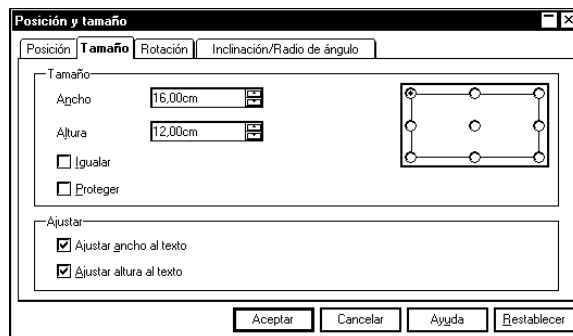 Posición y tamaño
Posición Tamaño Rotación Inclinación/Radio de ángulo
Tamaño
Ancho 16,00cm
Altura 12,00cm
Igualar
Proteger
Ajustar
Ajustar ancho al texto
Ajustar altura al texto
Aceptar Cancelar Ayuda Restablecer